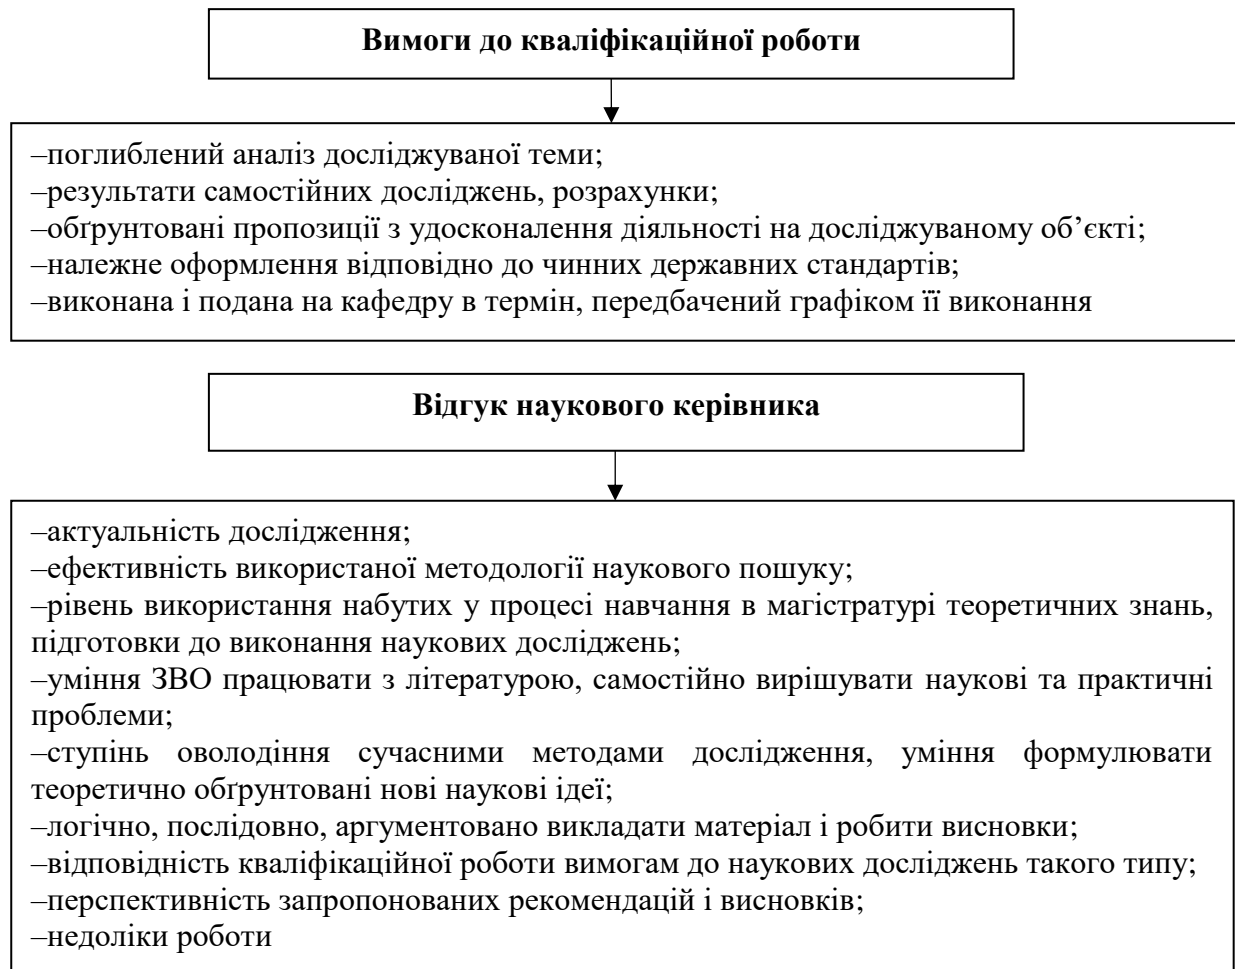 Вимоги до кваліфікаційної роботи
–поглиблений аналіз досліджуваної теми;
–результати самостійних досліджень, розрахунки;
–обґрунтовані пропозиції з удосконалення діяльності на досліджуваному об’єкті;
–належне оформлення відповідно до чинних державних стандартів;
–виконана і подана на кафедру в термін, передбачений графіком її виконання
Відгук наукового керівника
–актуальність дослідження;
–ефективність використаної методології наукового пошуку;
–рівень використання набутих у процесі навчання в магістратурі теоретичних знань,
підготовки до виконання наукових досліджень;
–уміння ЗВО працювати з літературою, самостійно вирішувати наукові та практичні
проблеми;
–ступінь оволодіння сучасними методами дослідження, уміння формулювати
теоретично обґрунтовані нові наукові ідеї;
–логічно, послідовно, аргументовано викладати матеріал і робити висновки;
–відповідність кваліфікаційної роботи вимогам до наукових досліджень такого типу;
–перспективність запропонованих рекомендацій і висновків;
–недоліки роботи